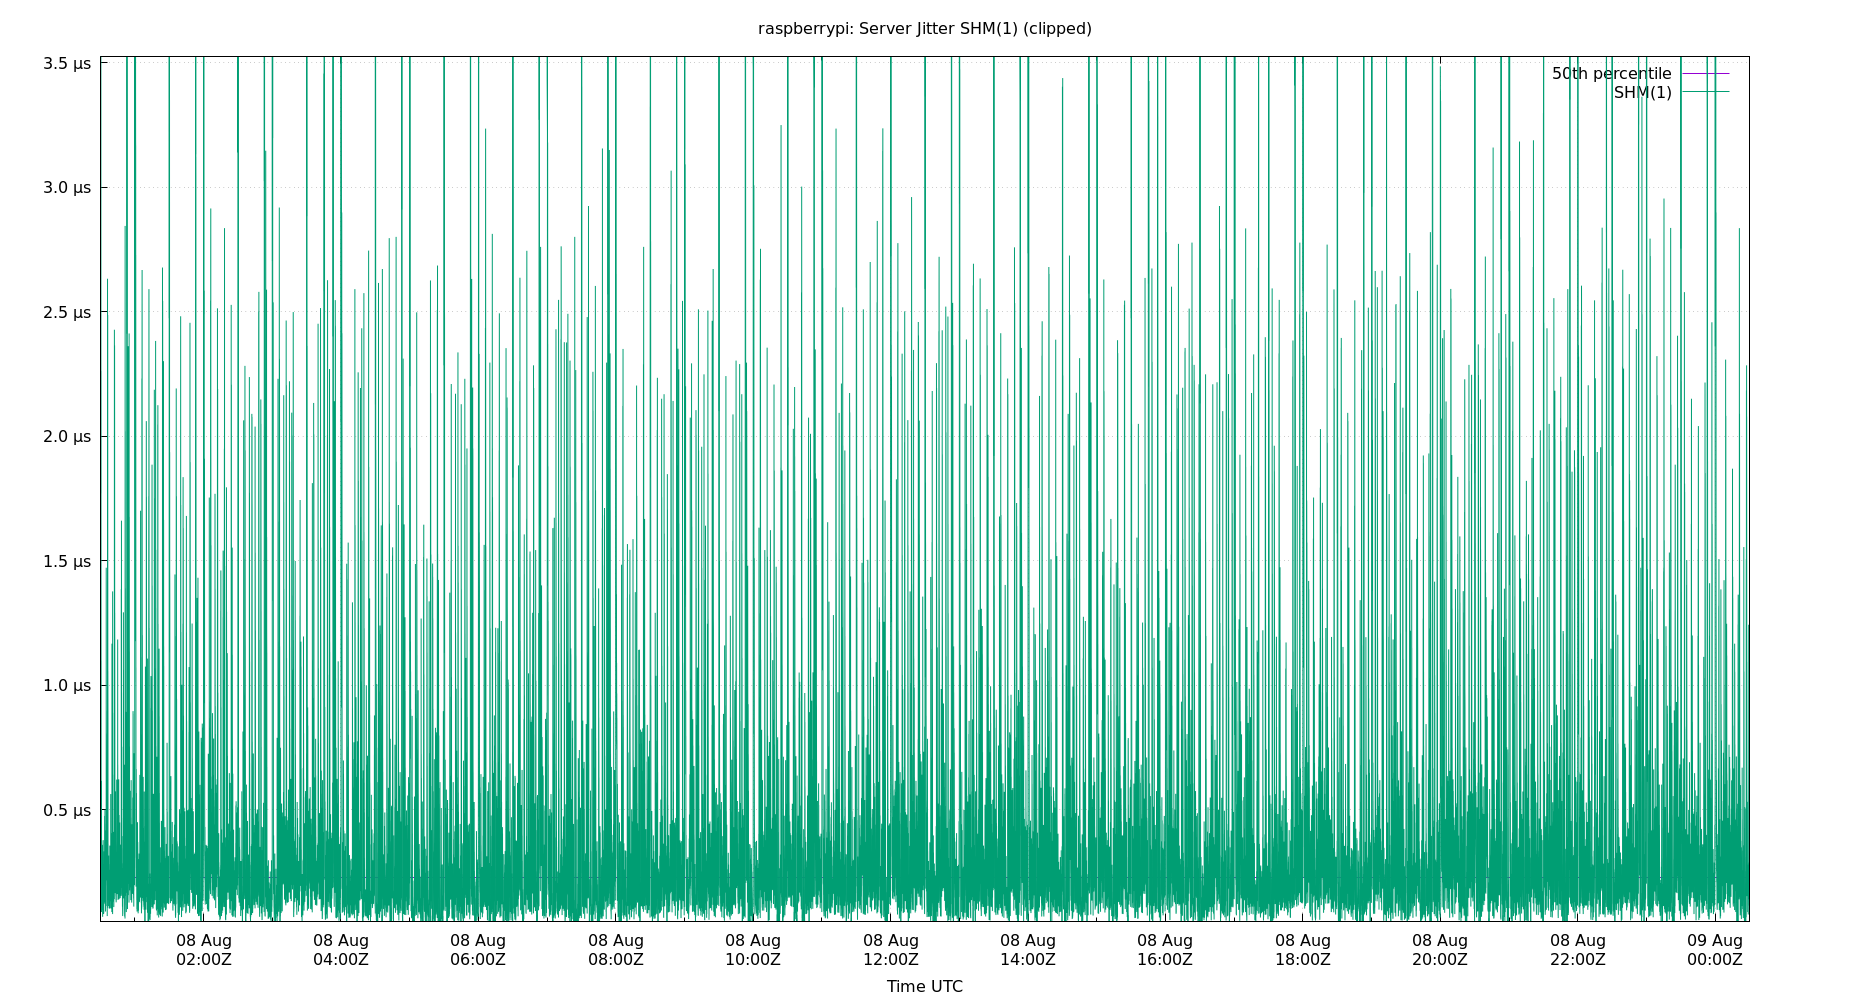 raspberrypi: Server Jitter SHM(1) (clipped)
3.5 µs
3.0 µs
2.5 µs
2.0 µs
1.5 µs
1.0 µs
0.5 µs
50th percentile
SHM(1)
08 Aug 08 Aug 08 Aug 08 Aug 08 Aug 08 Aug 08 Aug 08 Aug 08 Aug 08 Aug 08 Aug 09 Aug
02:00Z 04:00Z 06:00Z 08:00Z 10:00Z 12:00Z 14:00Z 16:00Z 18:00Z 20:00Z 22:00Z 00:00Z
Time UTC